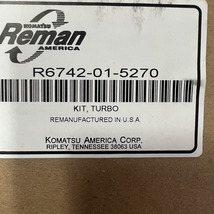 KOMATSU
Reman
AMERICA
R6742-01-5270
KIT, TURBO
REMANUFACTURED IN U.S.A.
KOMATSU AMERICA CORP.
RIPLEY, TENNESSEE 38063 USA